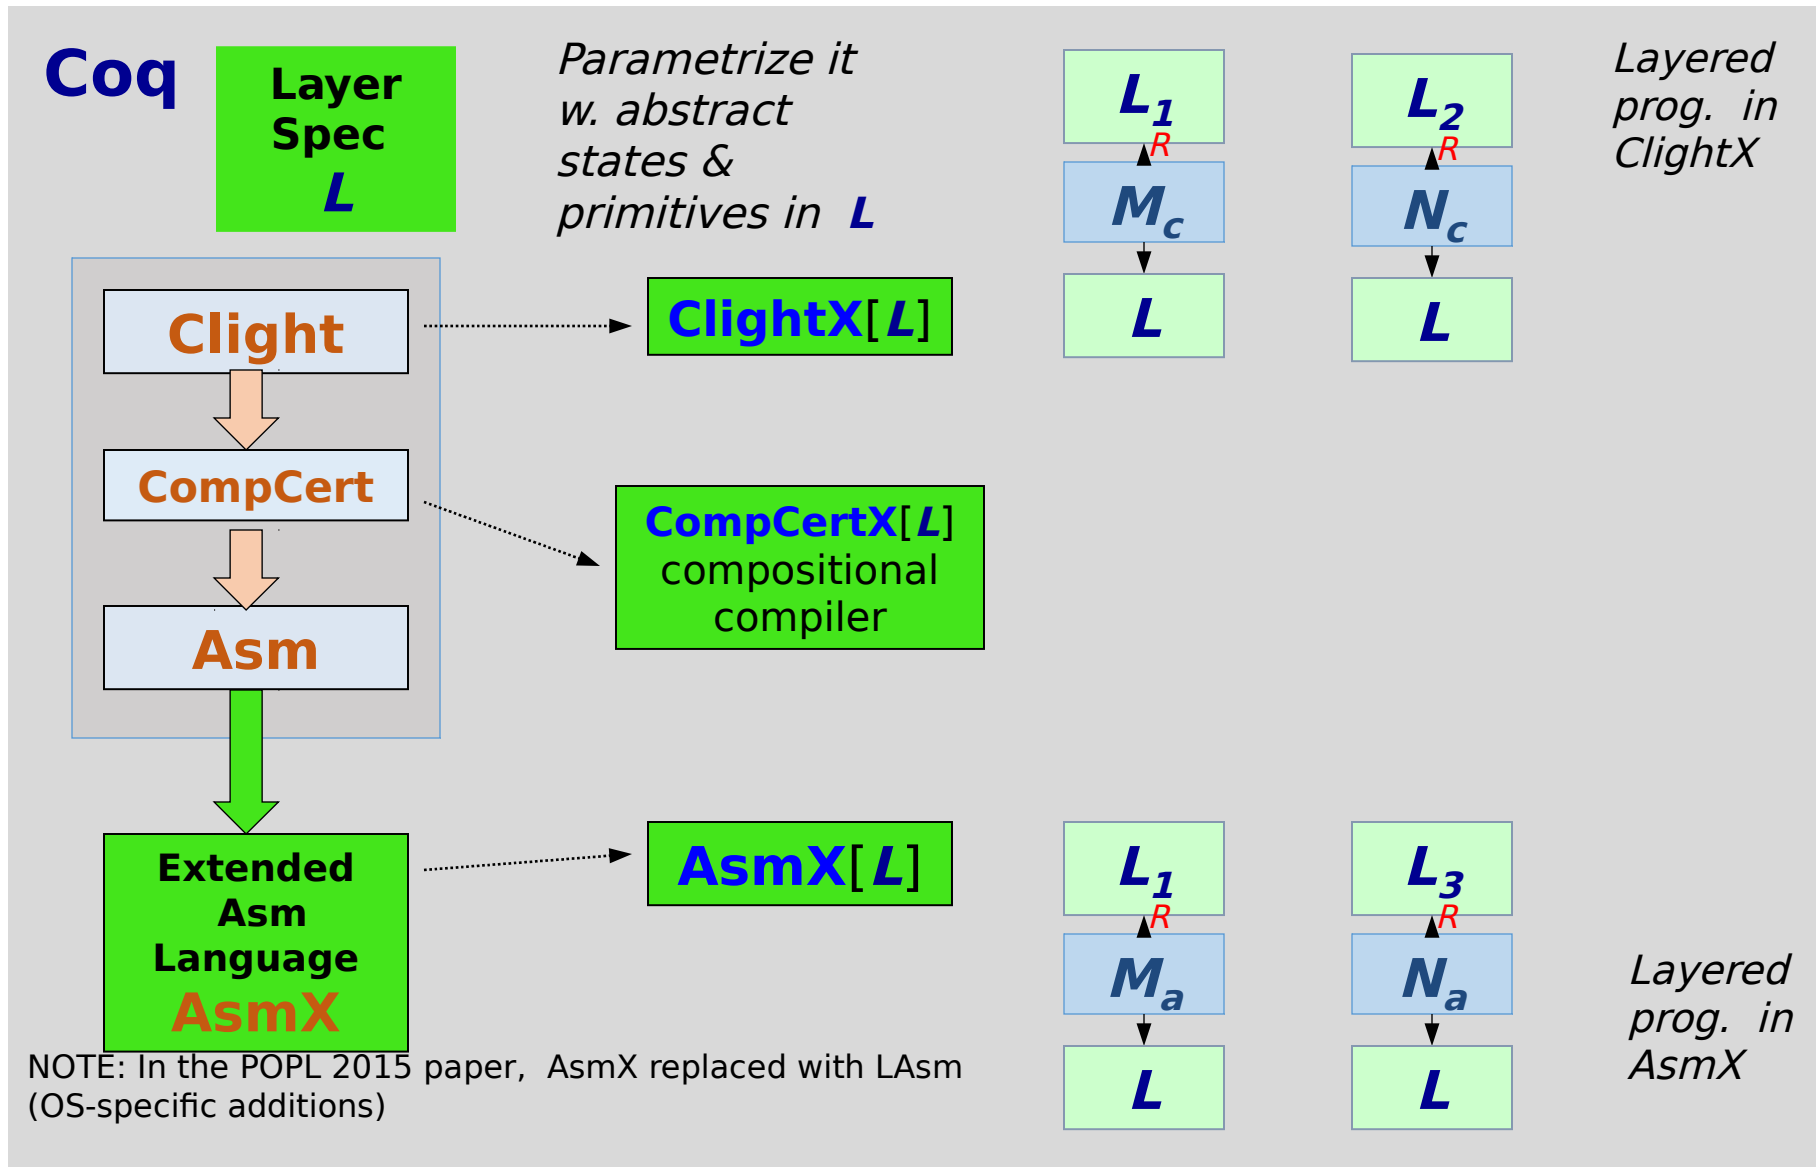 Coq
Layer
Spec
L
Parametrize it
w. abstract
states &
primitives in L
Clight
CompCert
Asm
Extended
Asm
Language
AsmX
ClightX[L]
CompCertX[L]
compositional
compiler
AsmX[L]
L1
R
Mc
L
L2
R
Nc
L
Layered
prog. in
ClightX
L1
R
Ma
L
L3
R
Na
L
Layered
prog. in
AsmX
NOTE: In the POPL 2015 paper, AsmX replaced with LAsm
(OS-specific additions)